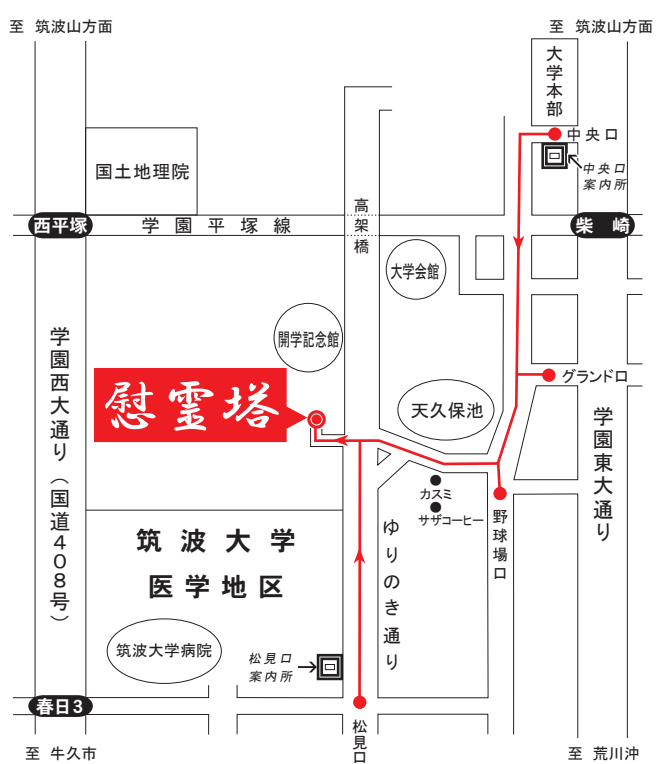 至 筑波山方面
至 筑波山方面
大学本部
中央口
中央口
案内所
国土地理院
高架橋
西平塚
学園平塚線
柴崎
大学会館
開学記念館
学園西大通り（国道４０８号）
慰霊塔
グランド口
天久保池
学園東大通り
カスミ
サザコーヒー
野球場口
ゆりのき通り
筑波大学
医学地区
筑波大学病院
松見口
案内所
春日3
松見口
至 牛久市
至 荒川沖